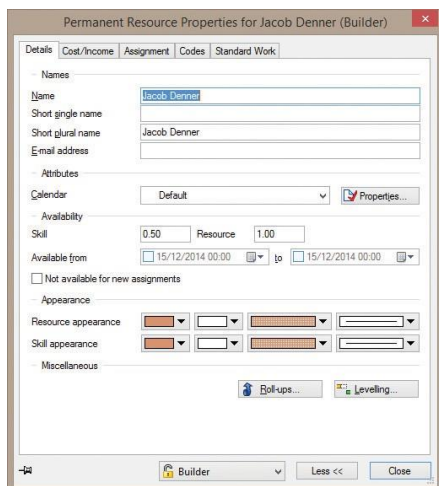 Permanent Resource Properties for Jacob Denner (Builder)
Details Cost/Income Assignment Codes Standard Work
Names
Name Jacob Denner
Short single name
Short plural name Jacob Denner
E-mail address
Attributes
Calendar Default Properties...
Availability
Skill 0.50 Resource 1.00
Available from 15/12/2014 00:00 to 15/12/2014 00:00
Not available for new assignments
Appearance
Resource appearance
Skill appearance
Miscellaneous
Roll-ups... Levelling...
Builder Less << Close